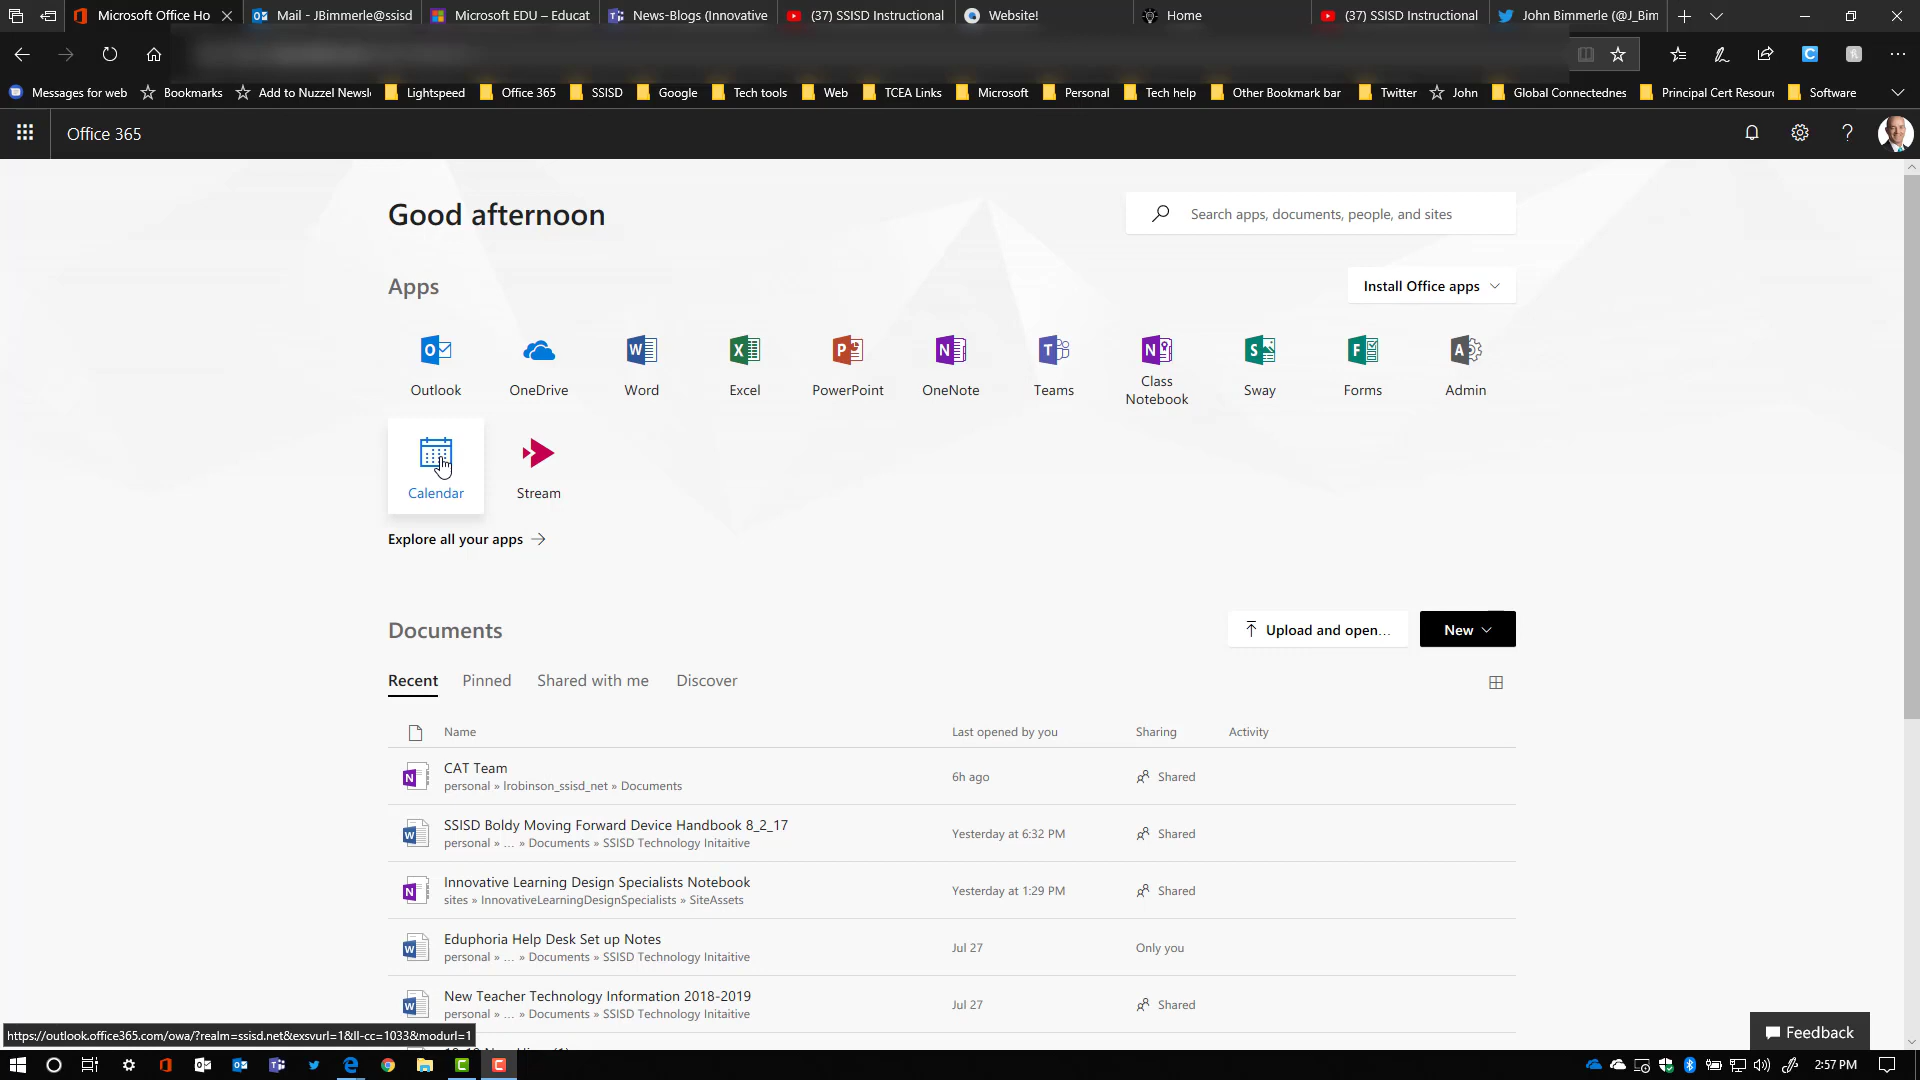 Microsoft Office Ho
Mail - JBimmerle@ssisd
Microsoft EDU – Educat
News-Blogs (Innovative
(37) SSISD Instructional
Website!
Home
(37) SSISD Instructional
John Bimmerle (@J_Bim
Messages for web
Bookmarks
Add to Nuzzel Newsl
Lightspeed
Office 365
SSISD
Google
Tech tools
Web
TCEA Links
Microsoft
Personal
Tech help
Other Bookmark bar
Twitter
John
Global Connectednes
Principal Cert Resour
Software
Office 365
Good afternoon
Search apps, documents, people, and sites
Apps
Install Office apps
Outlook
OneDrive
Word
Excel
PowerPoint
OneNote
Teams
Class
Notebook
Sway
Forms
Admin
Calendar
Stream
Explore all your apps
Documents
Upload and open...
New
Recent
Pinned
Shared with me
Discover
Name
Last opened by you
Sharing
Activity
CAT Team
personal » lrobinson_ssisd_net » Documents
6h ago
Shared
SSISD Boldy Moving Forward Device Handbook 8_2_17
personal » ... » Documents » SSISD Technology Initaitive
Yesterday at 6:32 PM
Shared
Innovative Learning Design Specialists Notebook
sites » InnovativeLearningDesignSpecialists » SiteAssets
Yesterday at 1:29 PM
Shared
Eduphoria Help Desk Set up Notes
personal » ... » Documents » SSISD Technology Initaitive
Jul 27
Only you
New Teacher Technology Information 2018-2019
personal » ... » Documents » SSISD Technology Initaitive
Jul 27
Shared
https://outlook.office365.com/owa/?realm=ssisd.net&exsvurl=1&ll-cc=1033&modurl=1
Feedback
2:57 PM